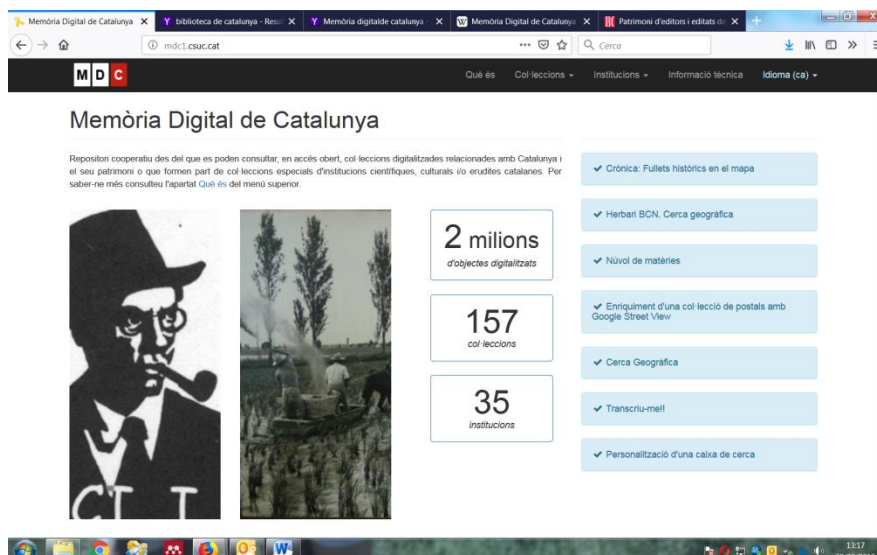 Memòria Digital de Catalunya
biblioteca de catalunya - Resul
Memòria digitalde catalunya -
Memòria Digital de Catalunya
Patrimoni d'editors i editats de
mdc1.csuc.cat
Cerca
MDC
Què és
Col·leccions
Institucions
Informació tècnica
Idioma (ca)
Memòria Digital de Catalunya
Repositori cooperatiu des del que es poden consultar, en accés obert, col·leccions digitalitzades relacionades amb Catalunya i
el seu patrimoni o que formen part de col·leccions especials d'institucions científiques, culturals i/o erudites catalanes. Per
saber-ne més consulteu l'apartat Què és del menú superior.
2 milions
d'objectes digitalitzats
157
col·leccions
35
institucions
Crònica: Fullets històrics en el mapa
Herbari BCN. Cerca geogràfica
Núvol de matèries
Enriquiment d'una col·lecció de postals amb
Google Street View
Cerca Geogràfica
Transcriu-me!!
Personalització d'una caixa de cerca
13:17